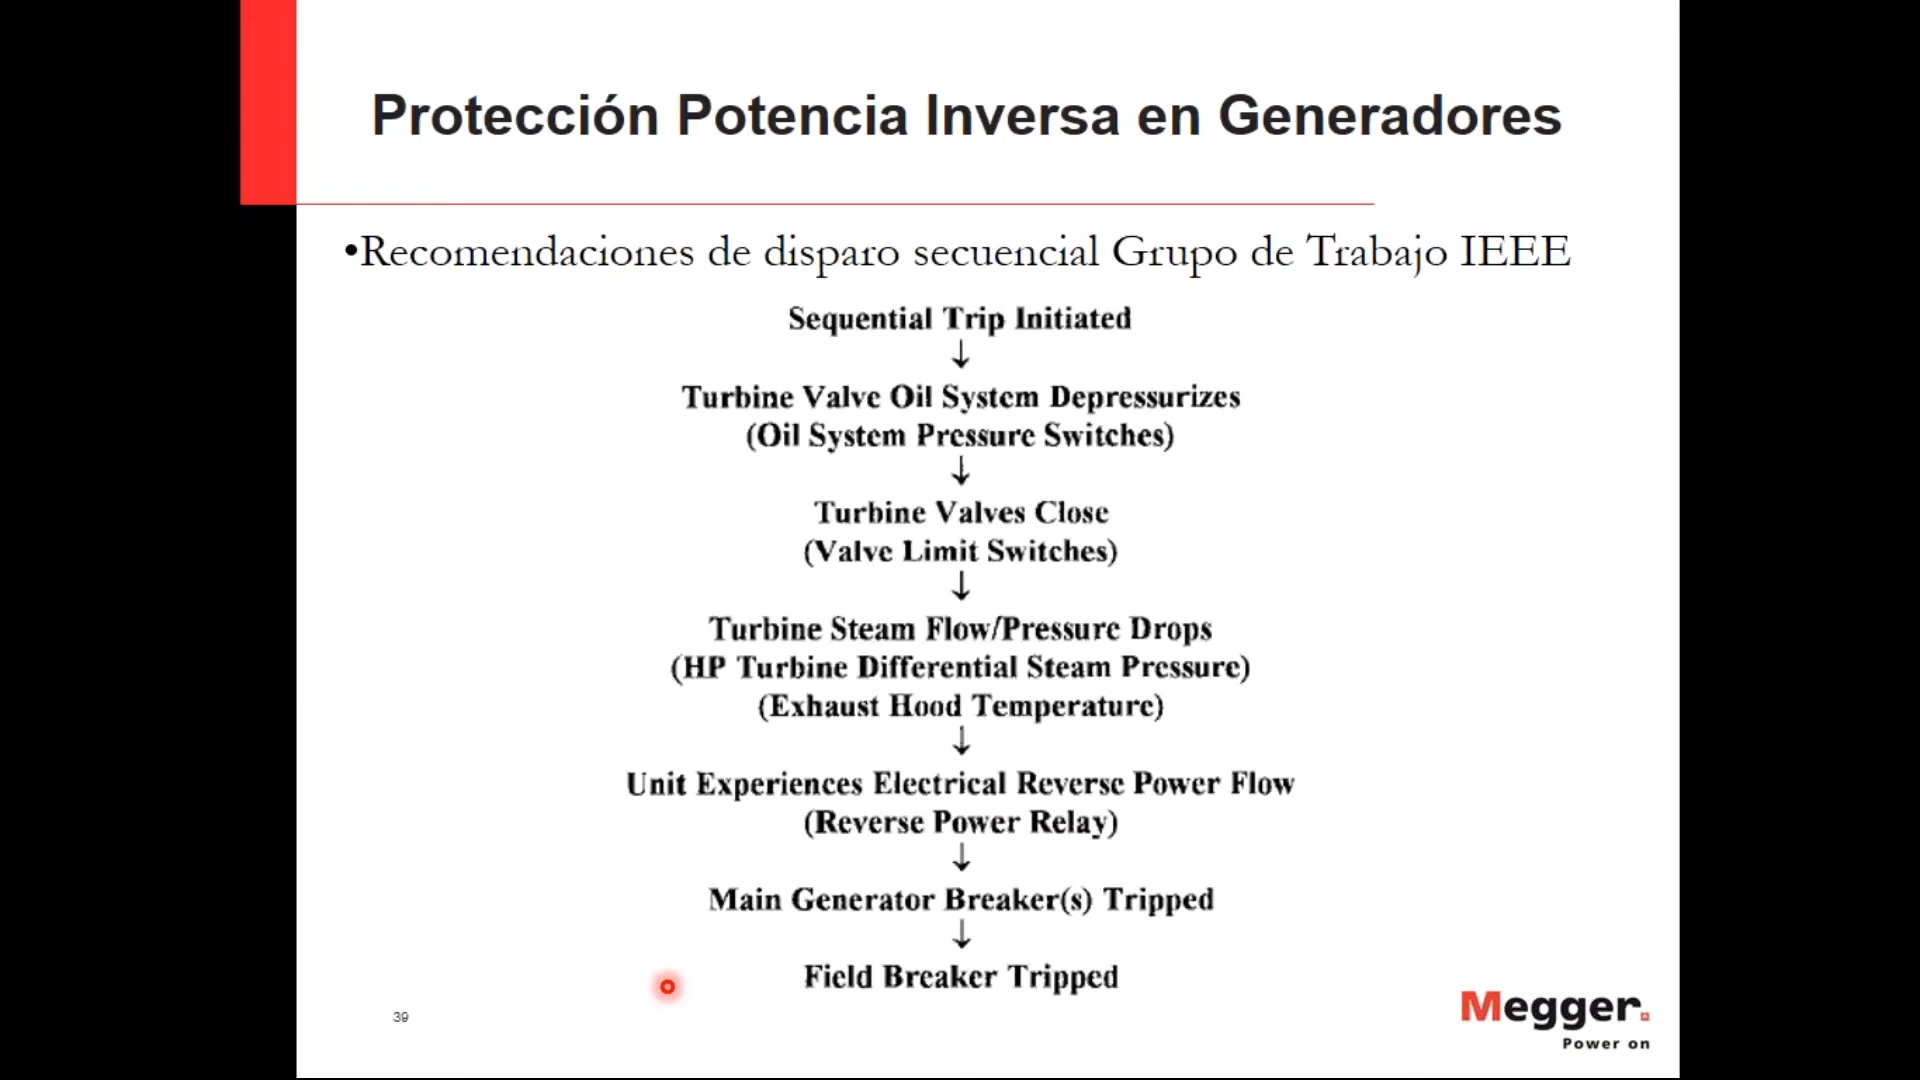 Protección Potencia Inversa en Generadores
•Recomendaciones de disparo secuencial Grupo de Trabajo IEEE
Sequential Trip Initiated
↓
Turbine Valve Oil System Depressurizes
(Oil System Pressure Switches)
↓
Turbine Valves Close
(Valve Limit Switches)
↓
Turbine Steam Flow/Pressure Drops
(HP Turbine Differential Steam Pressure)
(Exhaust Hood Temperature)
↓
Unit Experiences Electrical Reverse Power Flow
(Reverse Power Relay)
↓
Main Generator Breaker(s) Tripped
↓
Field Breaker Tripped
39
Megger.
Power on